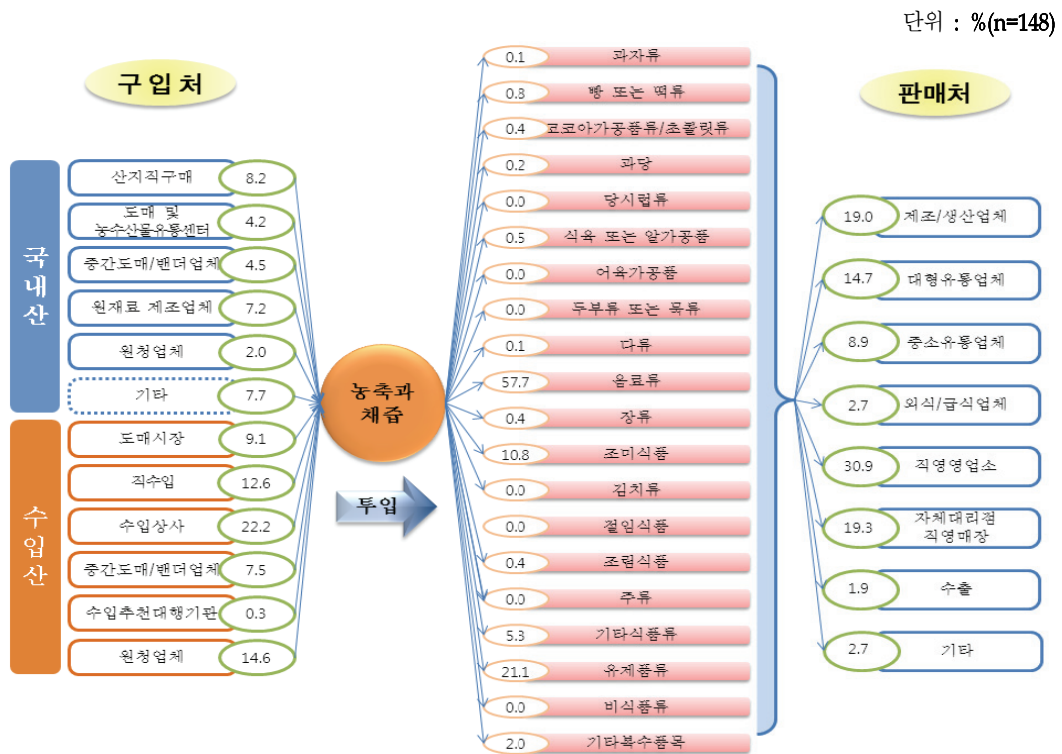 단위 : %(n=148)
구 입 처
국내산
산지직구매 8.2
도매 및
농수산물유통센터 4.2
중간도매/밴더업체 4.5
원재료 제조업체 7.2
원청업체 2.0
기타 7.7
수입산
도매시장 9.1
직수입 12.6
수입상사 22.2
중간도매/밴더업체 7.5
수입추천대행기관 0.3
원청업체 14.6
농축과
채즙
투입
0.1 과자류
0.8 빵 또는 떡류
0.4 코코아가공품류/초콜릿류
0.2 과당
0.0 당시럽류
0.5 식육 또는 알가공품
0.0 어육가공품
0.0 두부류 또는 묵류
0.1 다류
57.7 음료류
0.4 장류
10.8 조미식품
0.0 김치류
0.0 절임식품
0.4 조림식품
0.0 주류
5.3 기타식품류
21.1 유제품류
0.0 비식품류
2.0 기타복수품목
판매처
19.0 제조/생산업체
14.7 대형유통업체
8.9 중소유통업체
2.7 외식/급식업체
30.9 직영영업소
19.3 자체대리점
직영매장
1.9 수출
2.7 기타